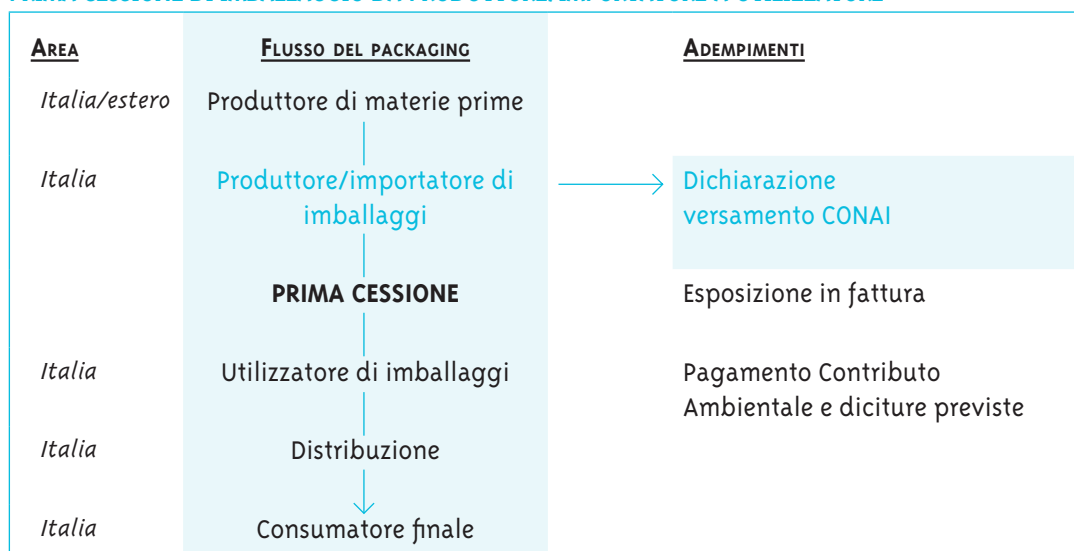 AREA FLUSSO DEL PACKAGING ADEMPIMENTI
Italia/estero Produttore di materie prime
Italia Produttore/importatore di Dichiarazione
imballaggi versamento CONAI
PRIMA CESSIONE Esposizione in fattura
Italia Utilizzatore di imballaggi Pagamento Contributo
Ambientale e diciture previste
Italia Distribuzione
Italia Consumatore finale